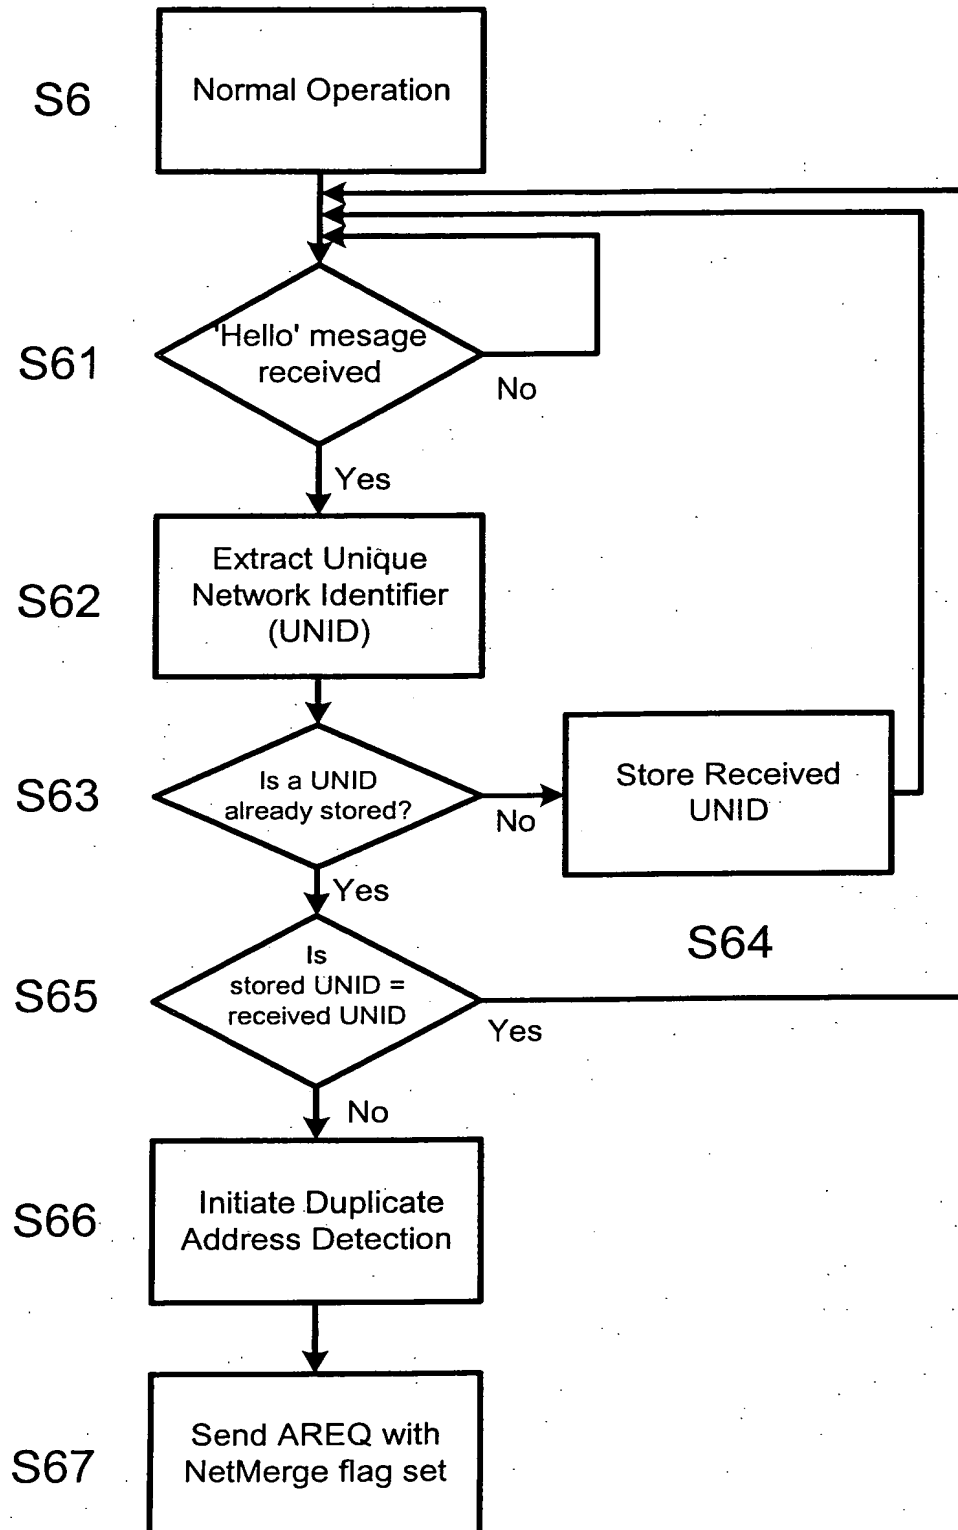 S6
Normal Operation
S61
'Hello' mesage
received
No
Yes
S62
Extract Unique
Network Identifier
(UNID)
S63
Is a UNID
already stored?
No
Store Received
UNID
Yes
S64
S65
Is
stored UNID =
received UNID
Yes
No
S66
Initiate Duplicate
Address Detection
S67
Send AREQ with
NetMerge flag set